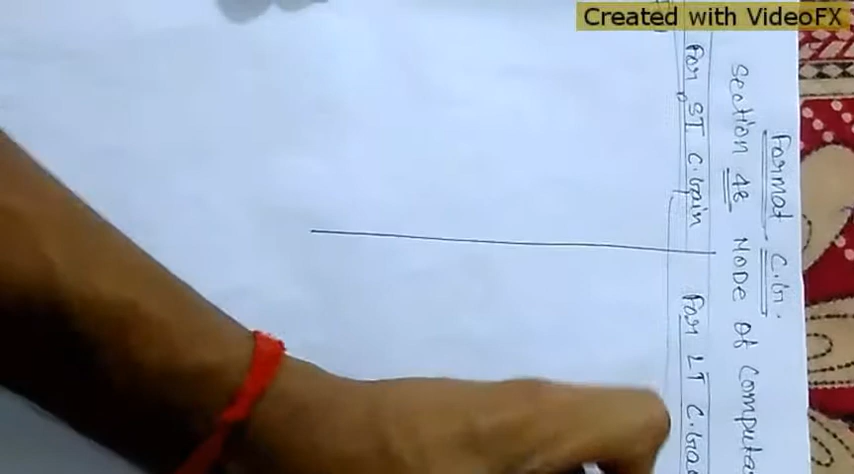 Created with VideoFX
Format C.G.
Section 48 MODE of Computa
For ST C.Gain
For LT C.Gai